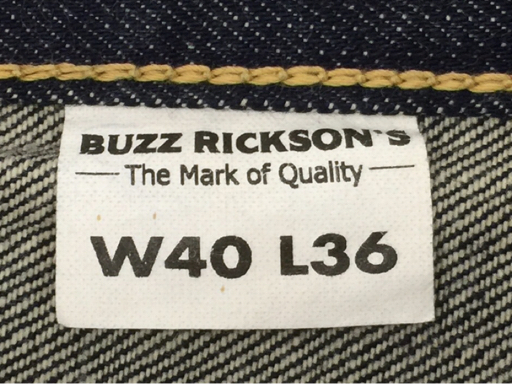 BUZZ RICKSON'S
The Mark of Quality
W40 L36